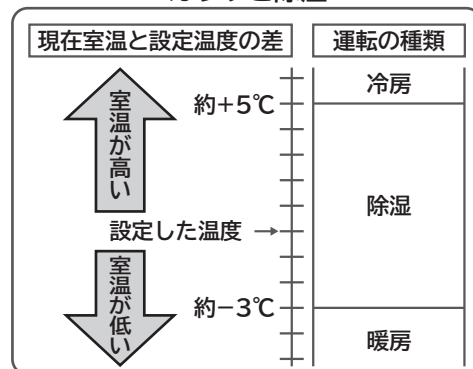 現在室温と設定温度の差
運転の種類
室温が高い
約+5℃
冷房
除湿
設定した温度→
室温が低い
約−3℃
暖房